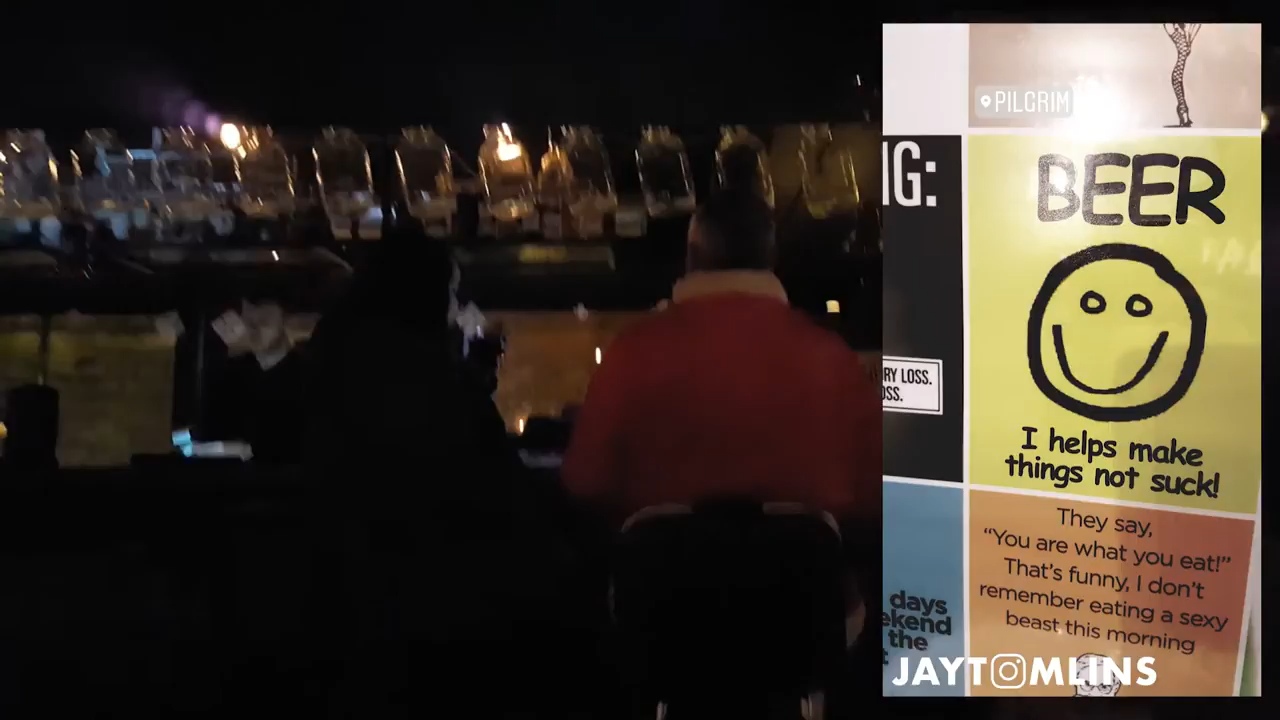 PILGRIM
BEER
I helps make
things not suck!
They say,
"You are what you eat!"
That's funny, I don't
remember eating a sexy
beast this morning
G:
RY LOSS.
OSS.
days
ekend
the
JAYTOMLINS